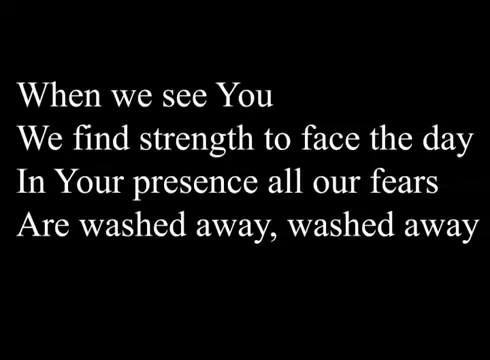 When we see You
We find strength to face the day
In Your presence all our fears
Are washed away, washed away